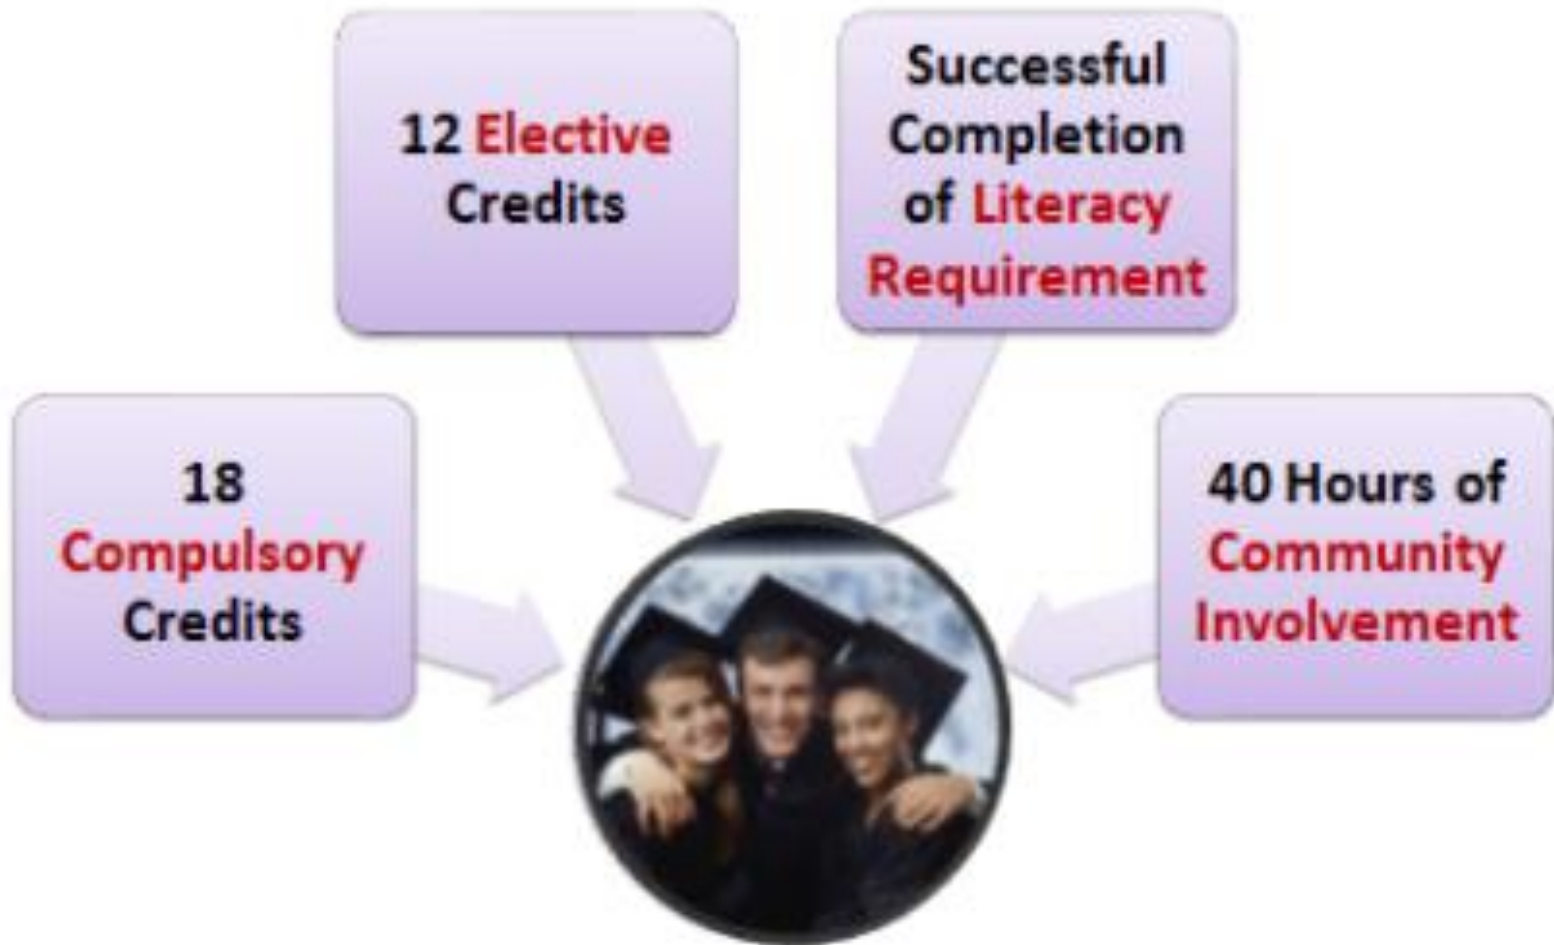 12 Elective
Credits
Successful
Completion
of Literacy
Requirement
18
Compulsory
Credits
40 Hours of
Community
Involvement